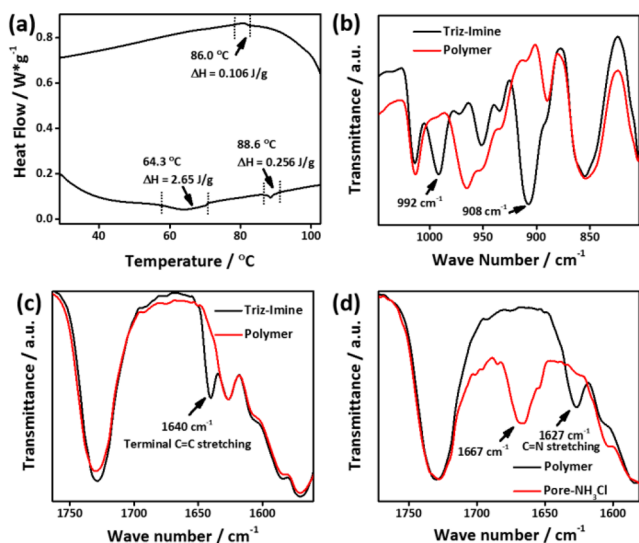 (a)
0.8
0.6
0.4
0.2
0.0
Heat Flow / W*g⁻¹
86.0 °C
ΔH = 0.106 J/g
88.6 °C
ΔH = 0.256 J/g
64.3 °C
ΔH = 2.65 J/g
40 60 80 100
Temperature / °C
(b)
Transmittance / a.u.
Triz-Imine
Polymer
992 cm⁻¹
908 cm⁻¹
1000 950 900 850
Wave Number / cm⁻¹
(c)
Transmittance / a.u.
Triz-Imine
Polymer
1640 cm⁻¹
Terminal C=C stretching
1750 1700 1650 1600
Wave number / cm⁻¹
(d)
Transmittance / a.u.
1667 cm⁻¹
1627 cm⁻¹
C=N stretching
Polymer
Pore-NH₃Cl
1750 1700 1650 1600
Wave number / cm⁻¹